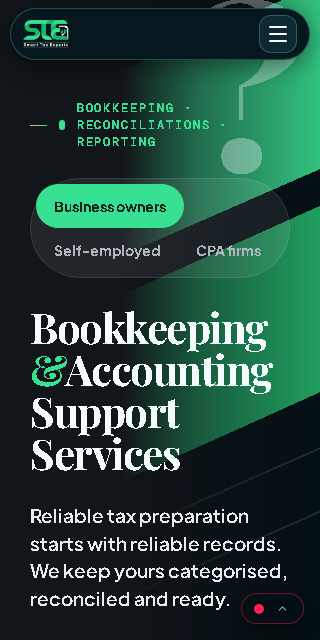 STE
Smart Tax Experts
BOOKKEEPING ·
RECONCILIATIONS ·
REPORTING
?
Business owners
Self-employed
CPA firms
Bookkeeping
&Accounting
Support
Services
Reliable tax preparation
starts with reliable records.
We keep yours categorised,
reconciled and ready.